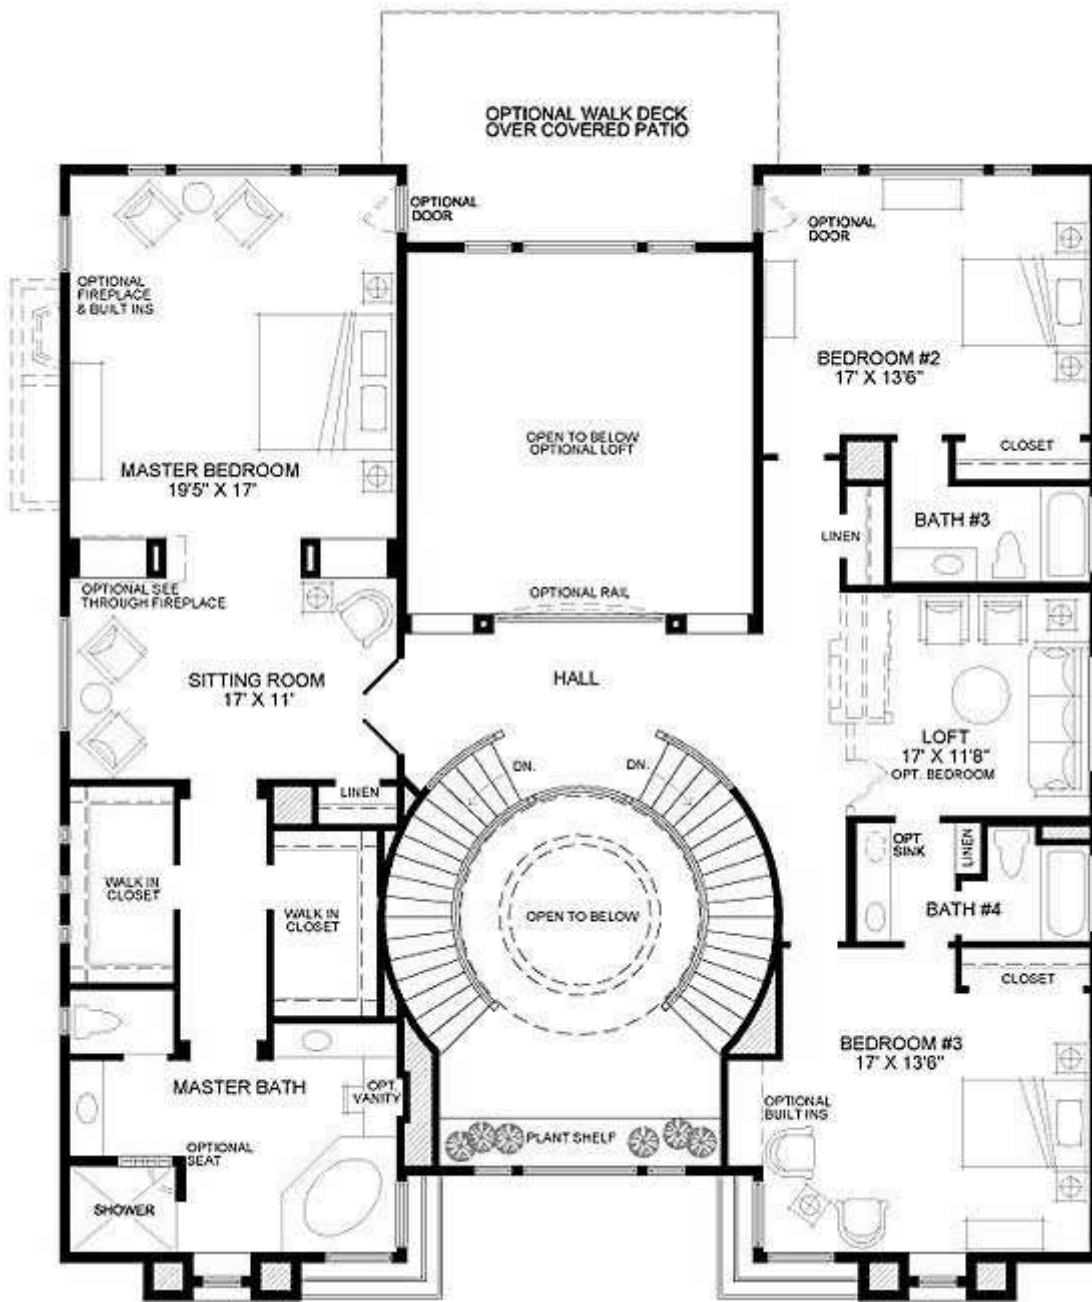 OPTIONAL WALK DECK
OVER COVERED PATIO
OPTIONAL
DOOR
OPTIONAL
DOOR
OPTIONAL
FIREPLACE
& BUILT INS
MASTER BEDROOM
19'5" X 17'
OPEN TO BELOW
OPTIONAL LOFT
BEDROOM #2
17' X 13'6"
CLOSET
BATH #3
LINEN
OPTIONAL SEE
THROUGH FIREPLACE
OPTIONAL RAIL
SITTING ROOM
17' X 11'
HALL
LOFT
17' X 11'8"
OPT. BEDROOM
DN.
DN.
LINEN
OPT
SINK
LINEN
WALK IN
CLOSET
WALK IN
CLOSET
OPEN TO BELOW
BATH #4
CLOSET
BEDROOM #3
17' X 13'6"
MASTER BATH
OPT.
VANITY
OPTIONAL
BUILT INS
OPTIONAL
SEAT
PLANT SHELF
SHOWER